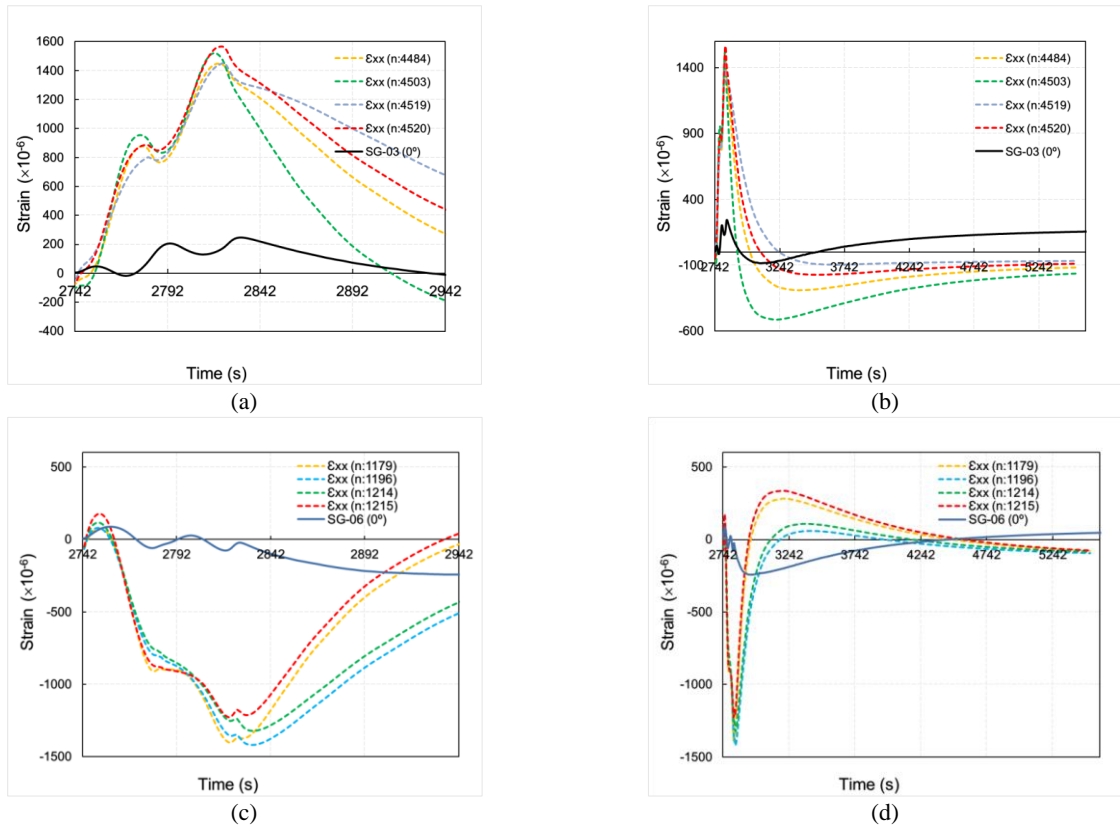 1600
1400
1200
1000
800
600
400
200
0
-200
-400
Strain (×10⁻⁶)
2742
2792
2842
2892
2942
Time (s)
Ɛxx (n:4484)
Ɛxx (n:4503)
Ɛxx (n:4519)
Ɛxx (n:4520)
SG-03 (0º)
(a)
1400
900
400
-100
-600
Strain (×10⁻⁶)
2742
3242
3742
4242
4742
5242
Time (s)
Ɛxx (n:4484)
Ɛxx (n:4503)
Ɛxx (n:4519)
Ɛxx (n:4520)
SG-03 (0º)
(b)
500
0
-500
-1000
-1500
Strain (×10⁻⁶)
2742
2792
2842
2892
2942
Time (s)
Ɛxx (n:1179)
Ɛxx (n:1196)
Ɛxx (n:1214)
Ɛxx (n:1215)
SG-06 (0º)
(c)
500
0
-500
-1000
-1500
Strain (×10⁻⁶)
2742
3242
3742
4242
4742
5242
Time (s)
Ɛxx (n:1179)
Ɛxx (n:1196)
Ɛxx (n:1214)
Ɛxx (n:1215)
SG-06 (0º)
(d)